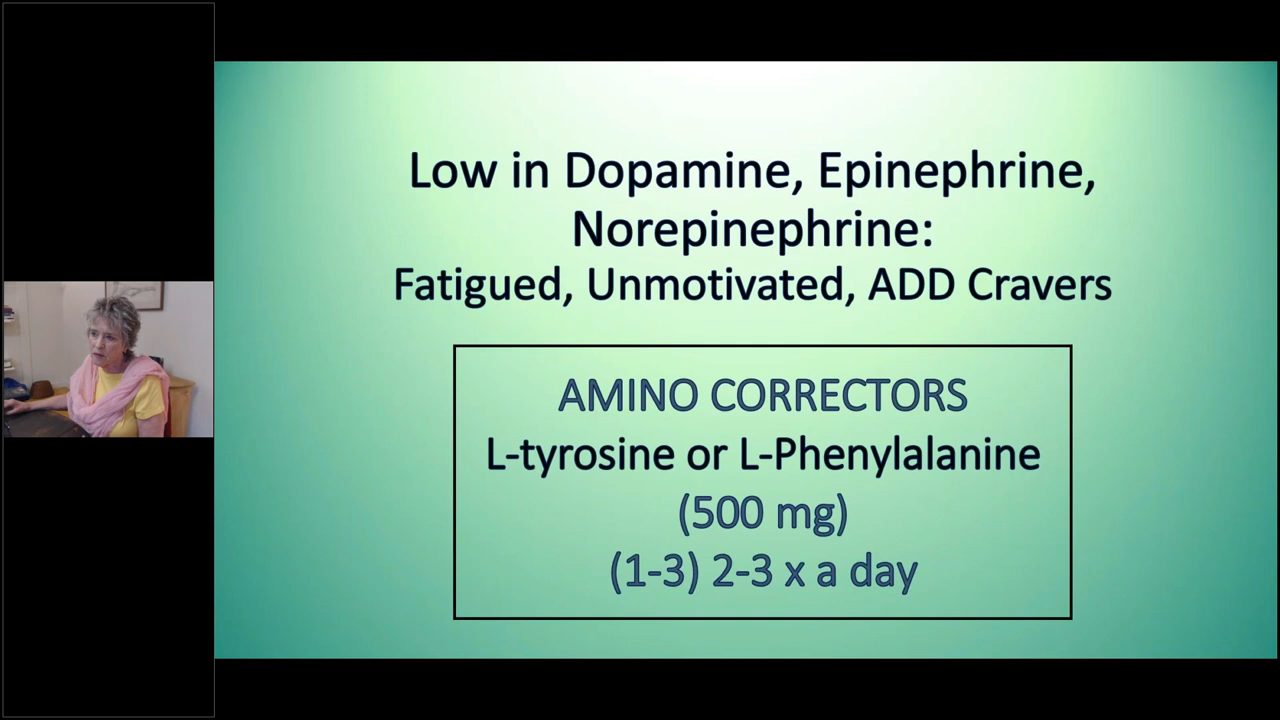 Low in Dopamine, Epinephrine,
Norepinephrine:
Fatigued, Unmotivated, ADD Cravers
AMINO CORRECTORS
L-tyrosine or L-Phenylalanine
(500 mg)
(1-3) 2-3 x a day